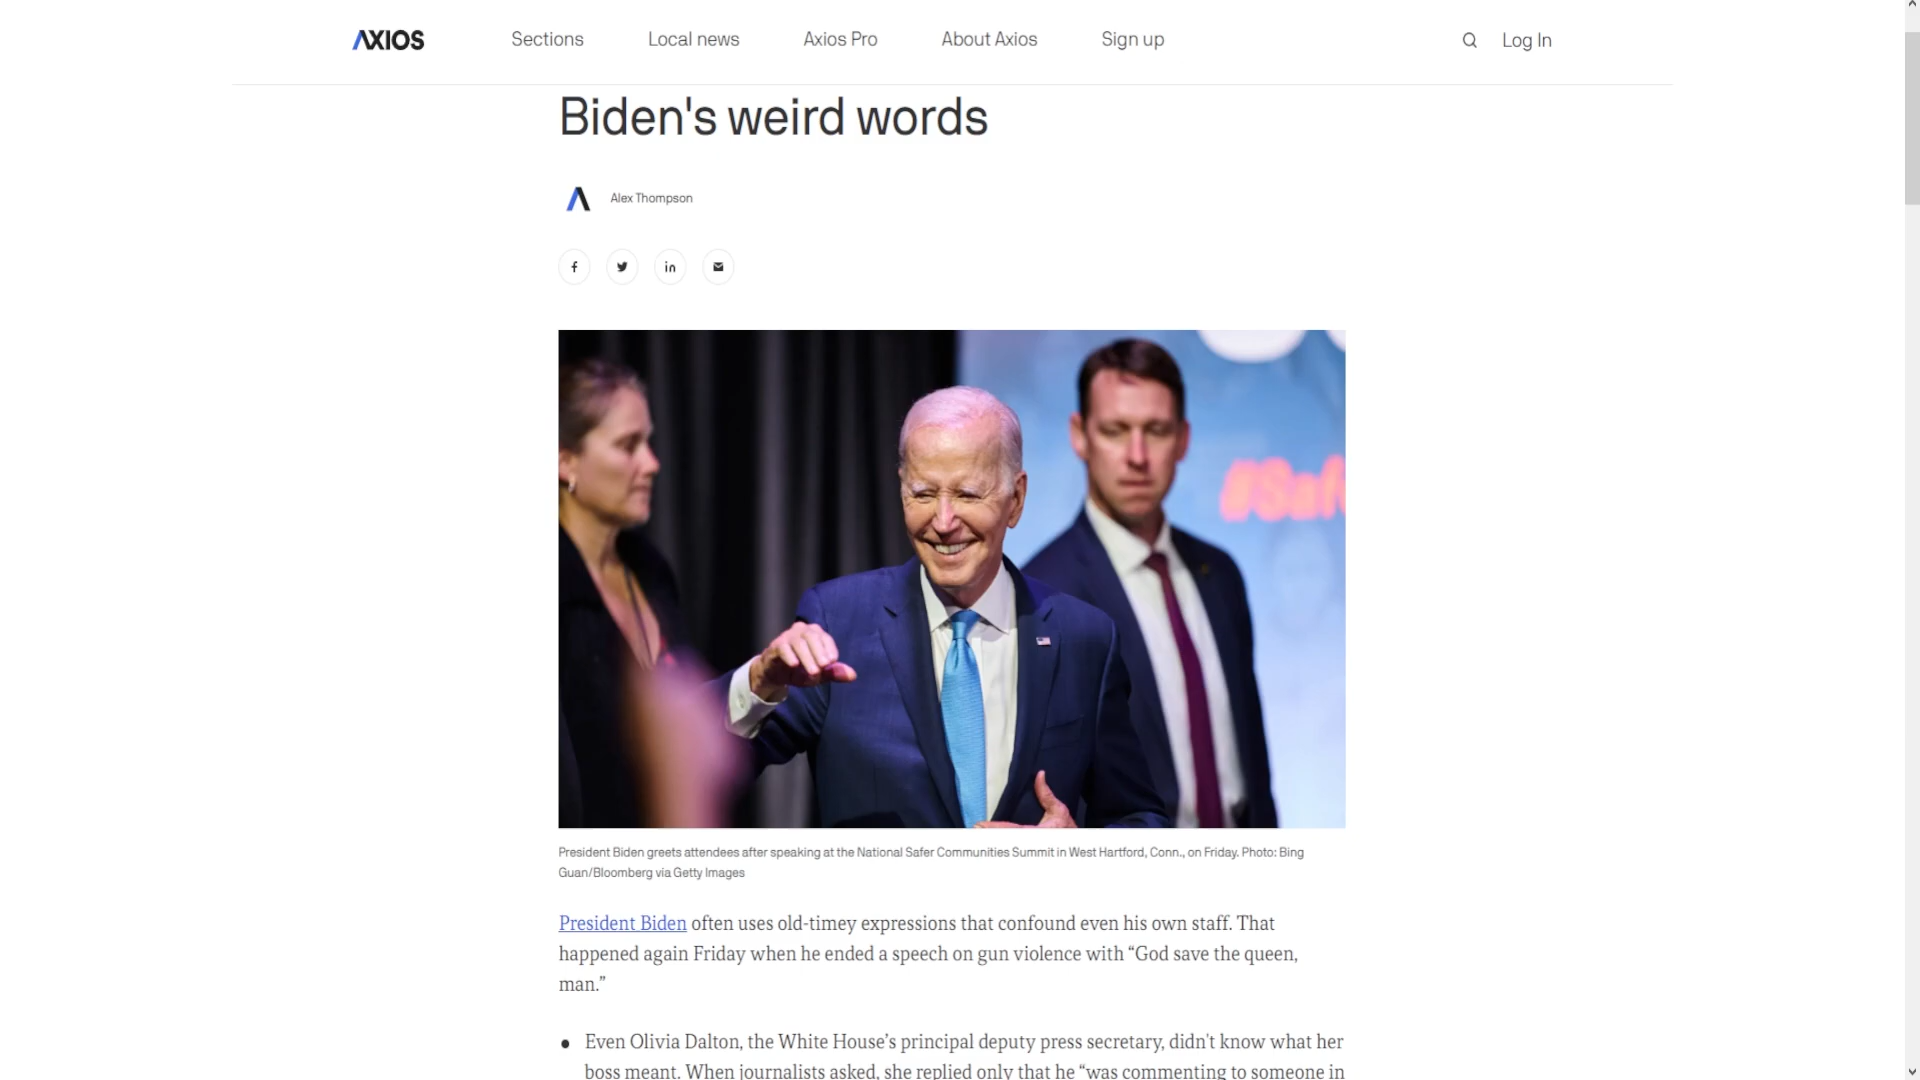 AXIOS Sections Local news Axios Pro About Axios Sign up Log In
Biden's weird words
Alex Thompson
#Saf
President Biden greets attendees after speaking at the National Safer Communities Summit in West Hartford, Conn., on Friday. Photo: Bing
Guan/Bloomberg via Getty Images
President Biden often uses old-timey expressions that confound even his own staff. That
happened again Friday when he ended a speech on gun violence with “God save the queen,
man.”
Even Olivia Dalton, the White House’s principal deputy press secretary, didn't know what her
boss meant. When journalists asked, she replied only that he “was commenting to someone in